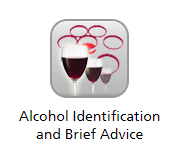 Alcohol Identification
and Brief Advice